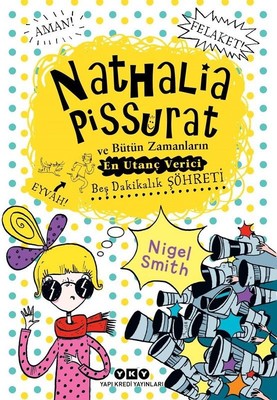 AMAN!
FELAKET!
NatHaLia
PiSSuRat
ve Bütün Zamanların
En Utanç Verici
Beş Dakikalık ŞÖHRETİ
EYVAH!
Nigel
Smith
YKY
YAPI KREDİ YAYINLARI